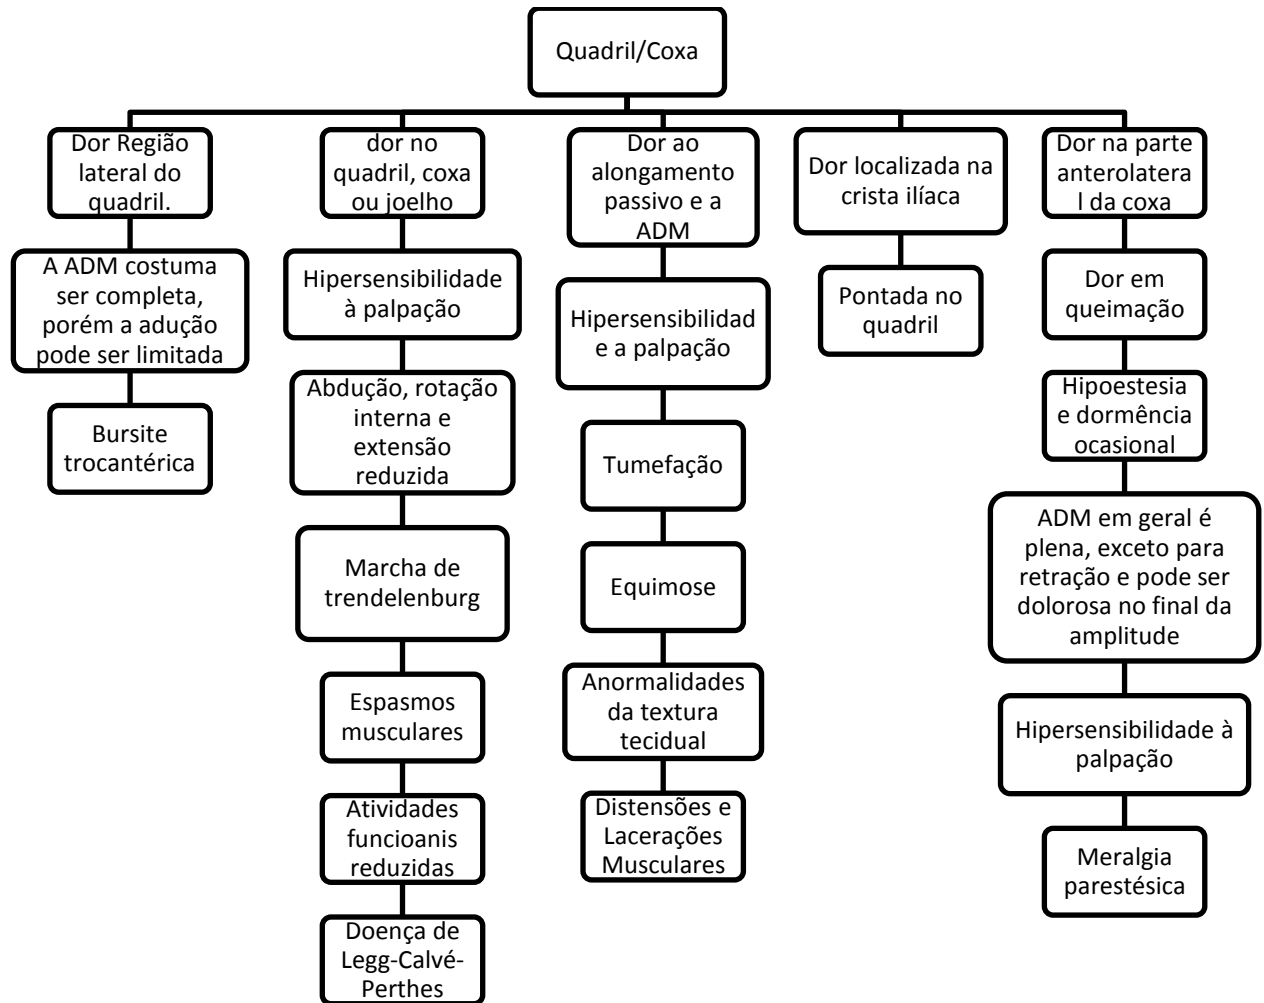 Quadril/Coxa
Dor Região
lateral do
quadril.
A ADM costuma
ser completa,
porém a adução
pode ser limitada
Bursite
trocantérica
dor no
quadril, coxa
ou joelho
Hipersensibilidade
à palpação
Abdução, rotação
interna e
extensão
reduzida
Marcha de
trendelenburg
Espasmos
musculares
Atividades
funcioanis
reduzidas
Doença de
Legg-Calvé-
Perthes
Dor ao
alongamento
passivo e a
ADM
Hipersensibilidad
e a palpação
Tumefação
Equimose
Anormalidades
da textura
tecidual
Distensões e
Lacerações
Musculares
Dor localizada na
crista ilíaca
Pontada no
quadril
Dor na parte
anterolatera
l da coxa
Dor em
queimação
Hipoestesia
e dormência
ocasional
ADM em geral é
plena, exceto para
retração e pode ser
dolorosa no final da
amplitude
Hipersensibilidade à
palpação
Meralgia
parestésica